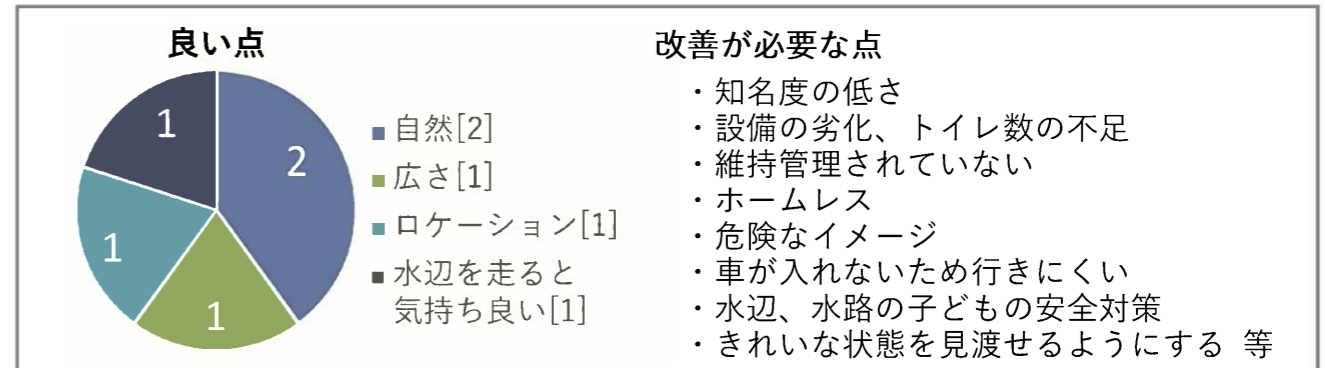 良い点
1
2
1
1
■自然[2]
■広さ[1]
■ロケーション[1]
■水辺を走ると
気持ち良い[1]
改善が必要な点
・知名度の低さ
・設備の劣化、トイレ数の不足
・維持管理されていない
・ホームレス
・危険なイメージ
・車が入れないため行きにくい
・水辺、水路の子どもの安全対策
・きれいな状態を見渡せるようにする 等